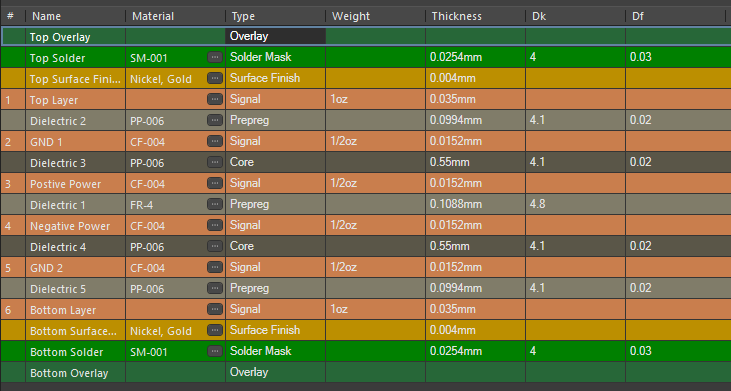 # Name Material Type Weight Thickness Dk Df
Top Overlay Overlay
Top Solder SM-001 ... Solder Mask 0.0254mm 4 0.03
Top Surface Fini... Nickel, Gold ... Surface Finish 0.004mm
1 Top Layer ... Signal 1oz 0.035mm
Dielectric 2 PP-006 ... Prepreg 0.0994mm 4.1 0.02
2 GND 1 CF-004 ... Signal 1/2oz 0.0152mm
Dielectric 3 PP-006 ... Core 0.55mm 4.1 0.02
3 Postive Power CF-004 ... Signal 1/2oz 0.0152mm
Dielectric 1 FR-4 ... Prepreg 0.1088mm 4.8
4 Negative Power CF-004 ... Signal 1/2oz 0.0152mm
Dielectric 4 PP-006 ... Core 0.55mm 4.1 0.02
5 GND 2 CF-004 ... Signal 1/2oz 0.0152mm
Dielectric 5 PP-006 ... Prepreg 0.0994mm 4.1 0.02
6 Bottom Layer ... Signal 1oz 0.035mm
Bottom Surface... Nickel, Gold ... Surface Finish 0.004mm
Bottom Solder SM-001 ... Solder Mask 0.0254mm 4 0.03
Bottom Overlay Overlay